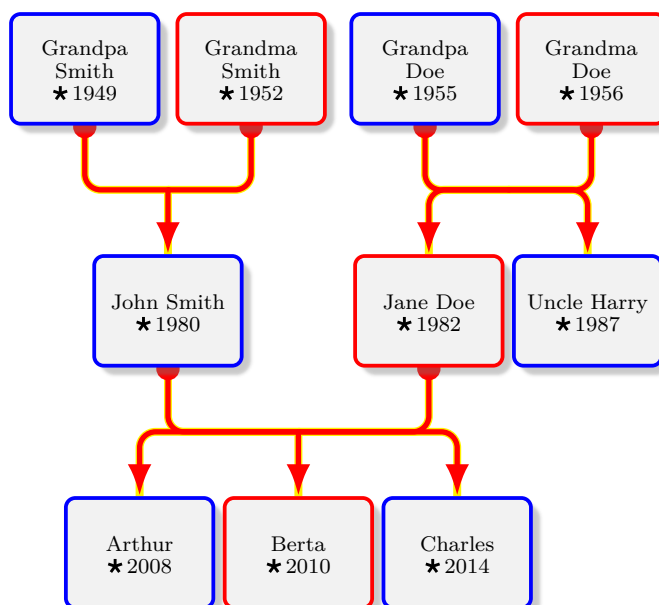 Grandpa
Smith
★1949
Grandma
Smith
★1952
Grandpa
Doe
★1955
Grandma
Doe
★1956
John Smith
★1980
Jane Doe
★1982
Uncle Harry
★1987
Arthur
★2008
Berta
★2010
Charles
★2014